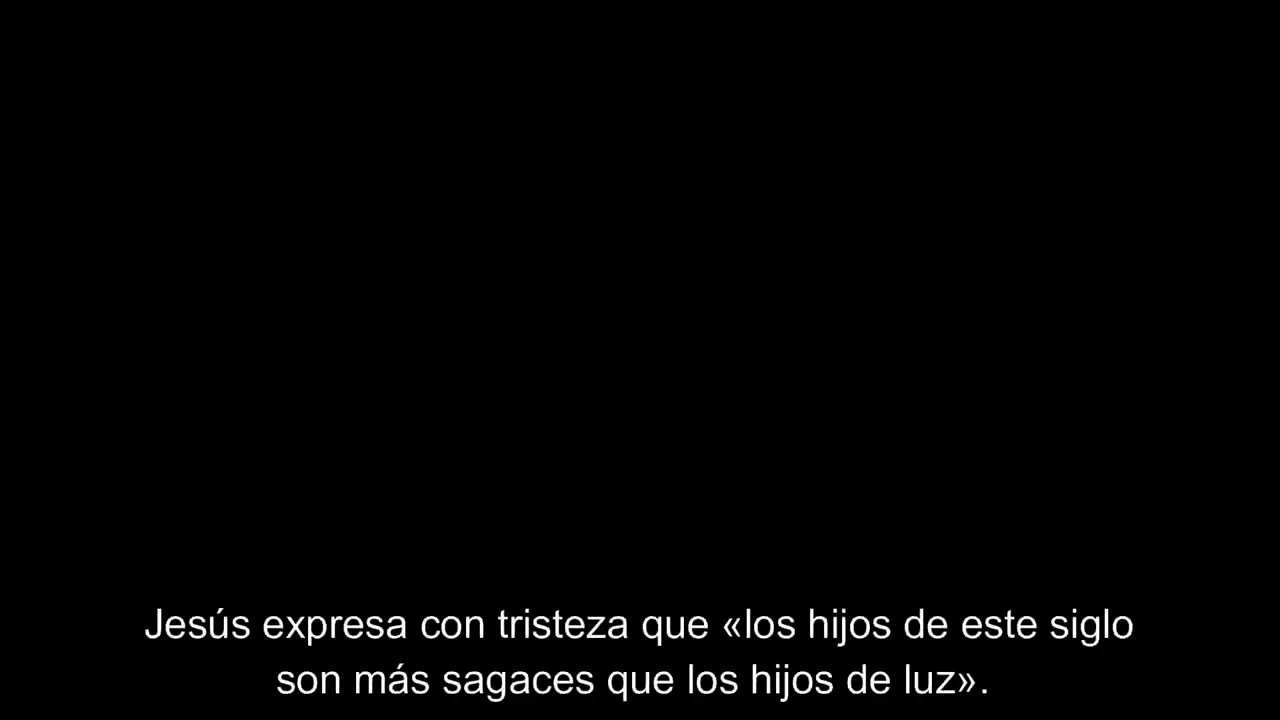 Jesús expresa con tristeza que «los hijos de este siglo
son más sagaces que los hijos de luz».